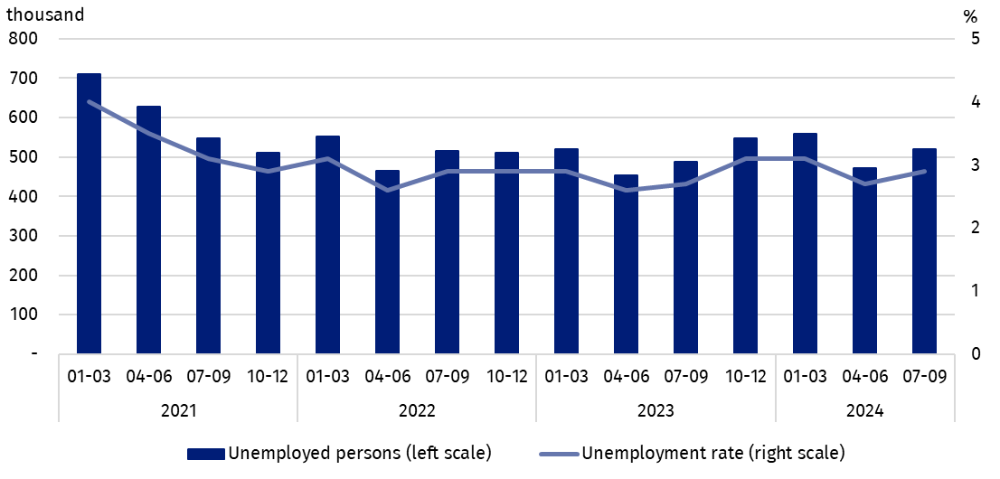 thousand %
800 5
700
600 4
500 3
400
300 2
200 1
100
- 0
01-03 04-06 07-09 10-12 01-03 04-06 07-09 10-12 01-03 04-06 07-09 10-12 01-03 04-06 07-09
2021 2022 2023 2024
Unemployed persons (left scale) Unemployment rate (right scale)